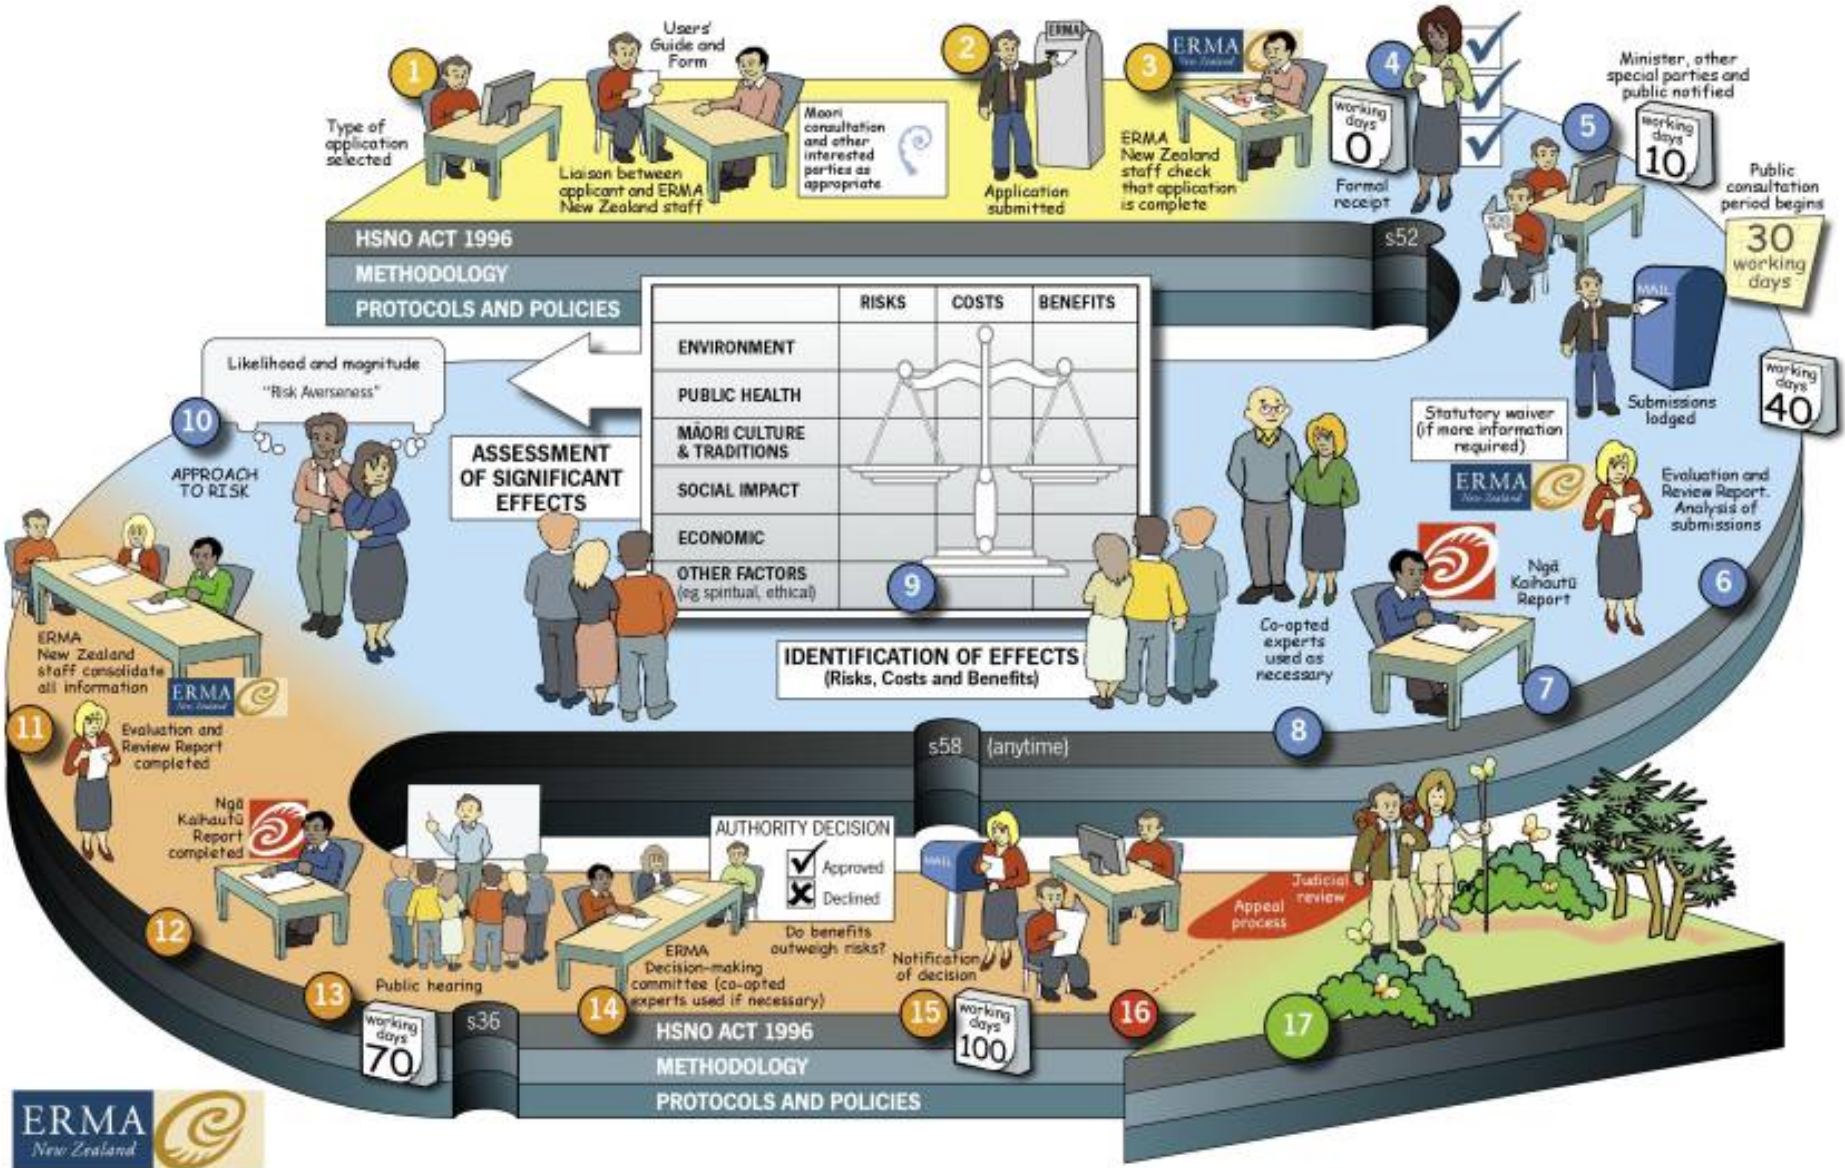 1
Type of
application
selected
Users'
Guide and
Form
Liaison between
applicant and ERMA
New Zealand staff
Maori
consultation
and other
interested
parties as
appropriate
2
ERMA
Application
submitted
3
ERMA
New Zealand
ERMA
New Zealand
staff check
that application
is complete
working
days
0
Formal
receipt
4
5
Minister, other
special parties and
public notified
working
days
10
Public
consultation
period begins
30
working
days
MAIL
Submissions
lodged
working
days
40
HSNO ACT 1996
METHODOLOGY
PROTOCOLS AND POLICIES
s52
RISKS COSTS BENEFITS
ENVIRONMENT
PUBLIC HEALTH
MĀORI CULTURE
& TRADITIONS
SOCIAL IMPACT
ECONOMIC
OTHER FACTORS
(eg spiritual, ethical)
9
Statutory waiver
(if more information
required)
ERMA
New Zealand
Evaluation and
Review Report.
Analysis of
submissions
6
Ngā
Kaihautū
Report
7
Co-opted
experts
used as
necessary
8
IDENTIFICATION OF EFFECTS
(Risks, Costs and Benefits)
ASSESSMENT
OF SIGNIFICANT
EFFECTS
Likelihood and magnitude
"Risk Averseness"
10
APPROACH
TO RISK
ERMA
New Zealand
staff consolidate
all information
ERMA
New Zealand
11
Evaluation and
Review Report
completed
Ngā
Kaihautū
Report
completed
12
s58 (anytime)
13
Public hearing
working
days
70
s36
14
ERMA
Decision-making
committee (co-opted
experts used if necessary)
AUTHORITY DECISION
Approved
Declined
Do benefits
outweigh risks?
MAIL
Notification
of decision
15
working
days
100
16
Appeal
process
Judicial
review
17
HSNO ACT 1996
METHODOLOGY
PROTOCOLS AND POLICIES
ERMA
New Zealand